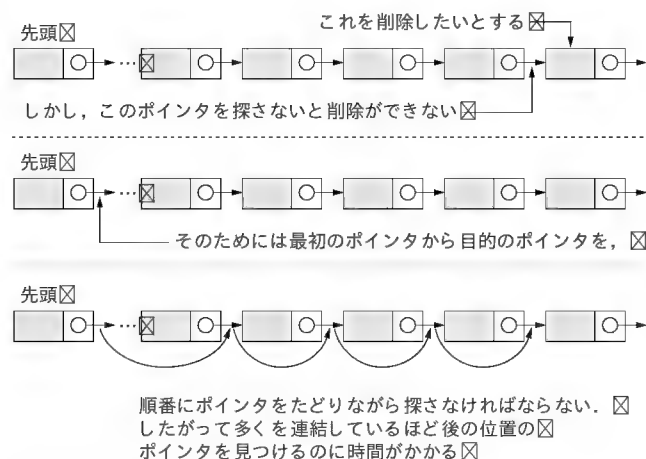 これを削除したいとする
先頭
しかし，このポインタを探さないと削除ができない
先頭
そのためには最初のポインタから目的のポインタを，
先頭
順番にポインタをたどりながら探さなければならない．
したがって多くを連結しているほど後の位置の
ポインタを見つけるのに時間がかかる